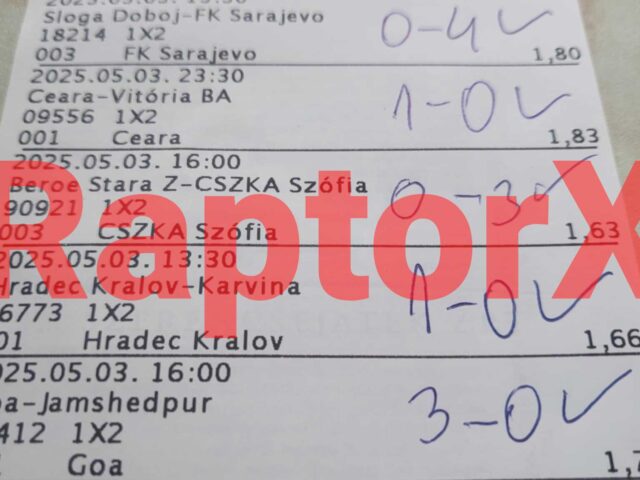 Sloga Doboj-FK Sarajevo
18214 1X2
0-4 ✓
003 FK Sarajevo 1,80
2025.05.03. 23:30
Ceara-Vitória BA
09556 1X2
1-0 ✓
001 Ceara 1,83
2025.05.03. 16:00
Beroe Stara Z-CSZKA Szófia
90921 1X2
0-3 ✓
003 CSZKA Szófia 1,63
2025.05.03. 13:30
Hradec Kralov-Karvina
6773 1X2
1-0 ✓
01 Hradec Kralov 1,66
025.05.03. 16:00
oa-Jamshedpur
412 1X2
3-0 ✓
Goa 1,7
RaptorX